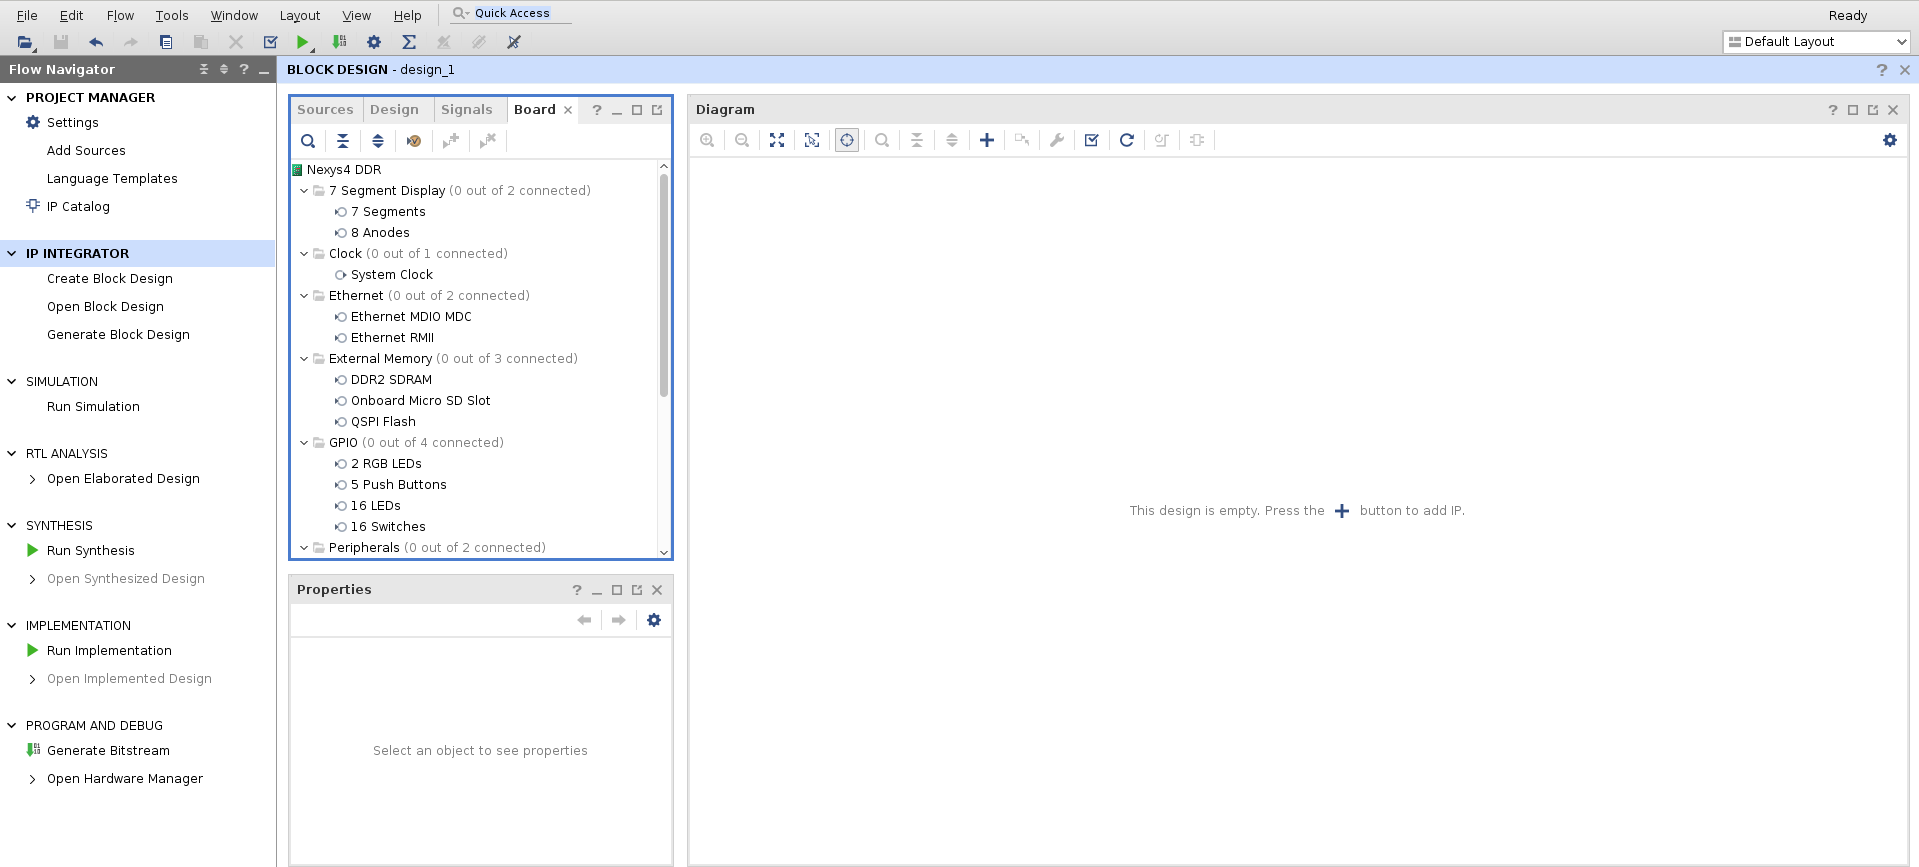 File Edit Flow Tools Window Layout View Help Quick Access Ready
Default Layout
Flow Navigator
PROJECT MANAGER
Settings
Add Sources
Language Templates
IP Catalog
IP INTEGRATOR
Create Block Design
Open Block Design
Generate Block Design
SIMULATION
Run Simulation
RTL ANALYSIS
Open Elaborated Design
SYNTHESIS
Run Synthesis
Open Synthesized Design
IMPLEMENTATION
Run Implementation
Open Implemented Design
PROGRAM AND DEBUG
Generate Bitstream
Open Hardware Manager
BLOCK DESIGN - design_1
Sources Design Signals Board
Nexys4 DDR
7 Segment Display (0 out of 2 connected)
7 Segments
8 Anodes
Clock (0 out of 1 connected)
System Clock
Ethernet (0 out of 2 connected)
Ethernet MDIO MDC
Ethernet RMII
External Memory (0 out of 3 connected)
DDR2 SDRAM
Onboard Micro SD Slot
QSPI Flash
GPIO (0 out of 4 connected)
2 RGB LEDs
5 Push Buttons
16 LEDs
16 Switches
Peripherals (0 out of 2 connected)
Properties
Select an object to see properties
Diagram
This design is empty. Press the + button to add IP.